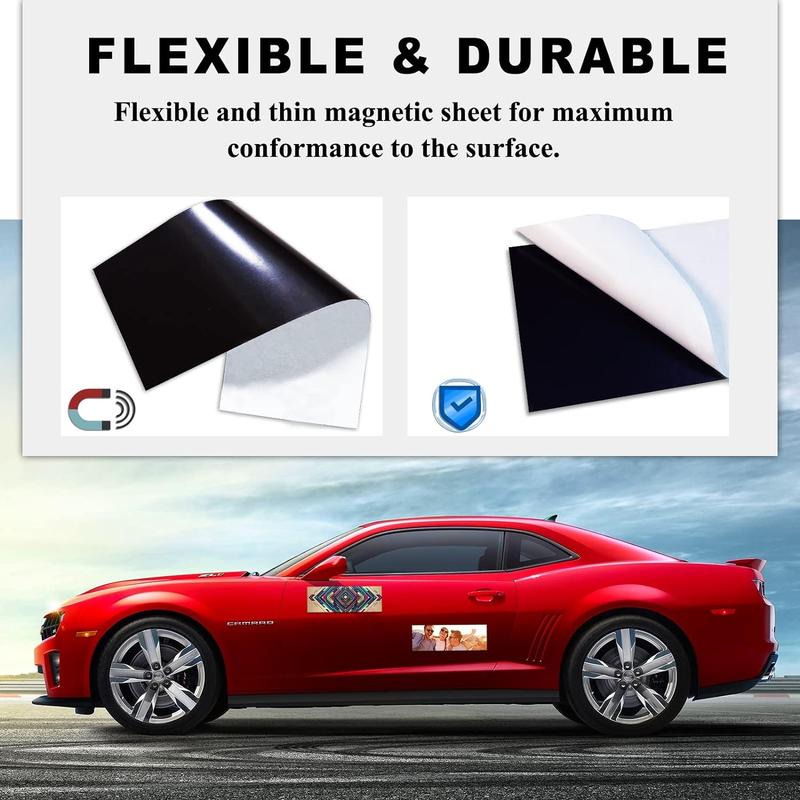 FLEXIBLE & DURABLE
Flexible and thin magnetic sheet for maximum
conformance to the surface.
CAMARO